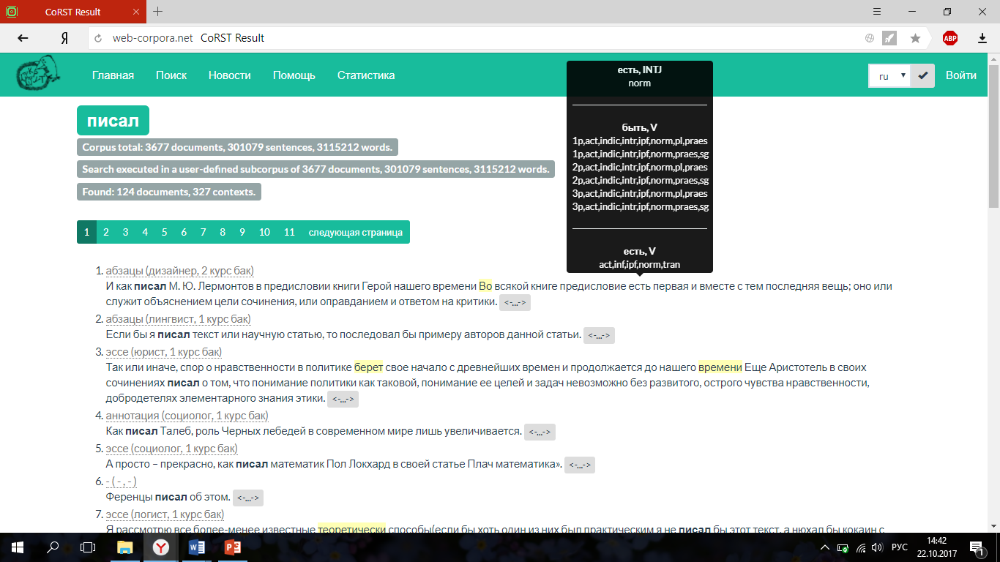 CoRST Result
Я web-corpora.net CoRST Result ABP
Главная Поиск Новости Помощь Статистика ru Войти
есть, INTJ
norm
быть, V
1p,act,indic,intr,ipf,norm,pl,praes
1p,act,indic,intr,ipf,norm,praes,sg
2p,act,indic,intr,ipf,norm,pl,praes
2p,act,indic,intr,ipf,norm,praes,sg
3p,act,indic,intr,ipf,norm,pl,praes
3p,act,indic,intr,ipf,norm,praes,sg
есть, V
act,inf,ipf,norm,tran
писал
Corpus total: 3677 documents, 301079 sentences, 3115212 words.
Search executed in a user-defined subcorpus of 3677 documents, 301079 sentences, 3115212 words.
Found: 124 documents, 327 contexts.
1 2 3 4 5 6 7 8 9 10 11 следующая страница
1. абзацы (дизайнер, 2 курс бак)
И как писал М. Ю. Лермонтов в предисловии книги Герой нашего времени Во всякой книге предисловие есть первая и вместе с тем последняя вещь; оно или
служит объяснением цели сочинения, или оправданием и ответом на критики. <-...->
2. абзацы (лингвист, 1 курс бак)
Если бы я писал текст или научную статью, то последовал бы примеру авторов данной статьи. <-...->
3. эссе (юрист, 1 курс бак)
Так или иначе, спор о нравственности в политике берет свое начало с древнейших времен и продолжается до нашего времени Еще Аристотель в своих
сочинениях писал о том, что понимание политики как таковой, понимание ее целей и задач невозможно без развитого, острого чувства нравственности,
добродетелях элементарного знания этики. <-...->
4. аннотация (социолог, 1 курс бак)
Как писал Талеб, роль Черных лебедей в современном мире лишь увеличивается. <-...->
5. эссе (социолог, 1 курс бак)
А просто – прекрасно, как писал математик Пол Локхард в своей статье Плач математика». <-...->
6. - ( - , - )
Ференцы писал об этом. <-...->
7. эссе (логист, 1 курс бак)
Я рассмотрю все более-менее известные теоретически способы(если бы хоть один из них был практическим я не писал бы этот текст, а нюхал бы кокаин с
РУС 14:42
22.10.2017 1